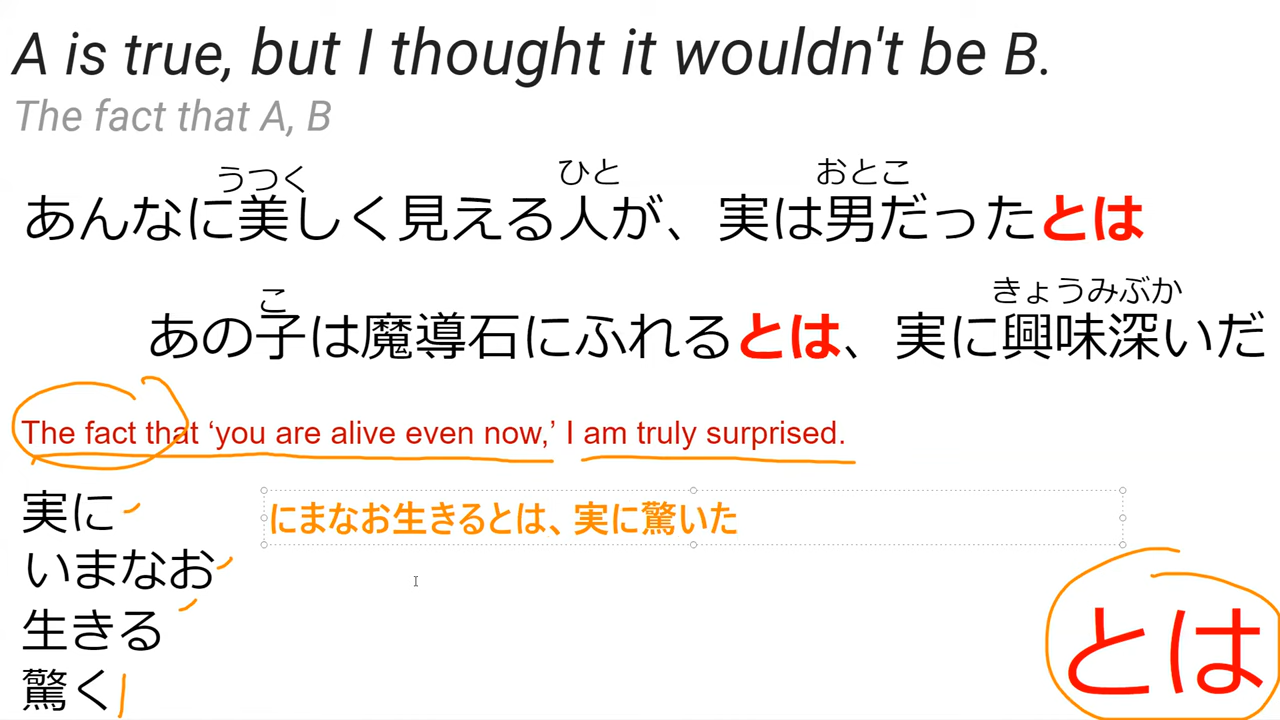 A is true, but I thought it wouldn't be B.
The fact that A, B
うつく ひと おとこ
あんなに美しく見える人が、実は男だったとは
こ きょうみぶか
あの子は魔導石にふれるとは、実に興味深いだ
The fact that ‘you are alive even now,’ I am truly surprised.
実に
にまなお生きるとは、実に驚いた
いまなお
生きる
驚く
とは